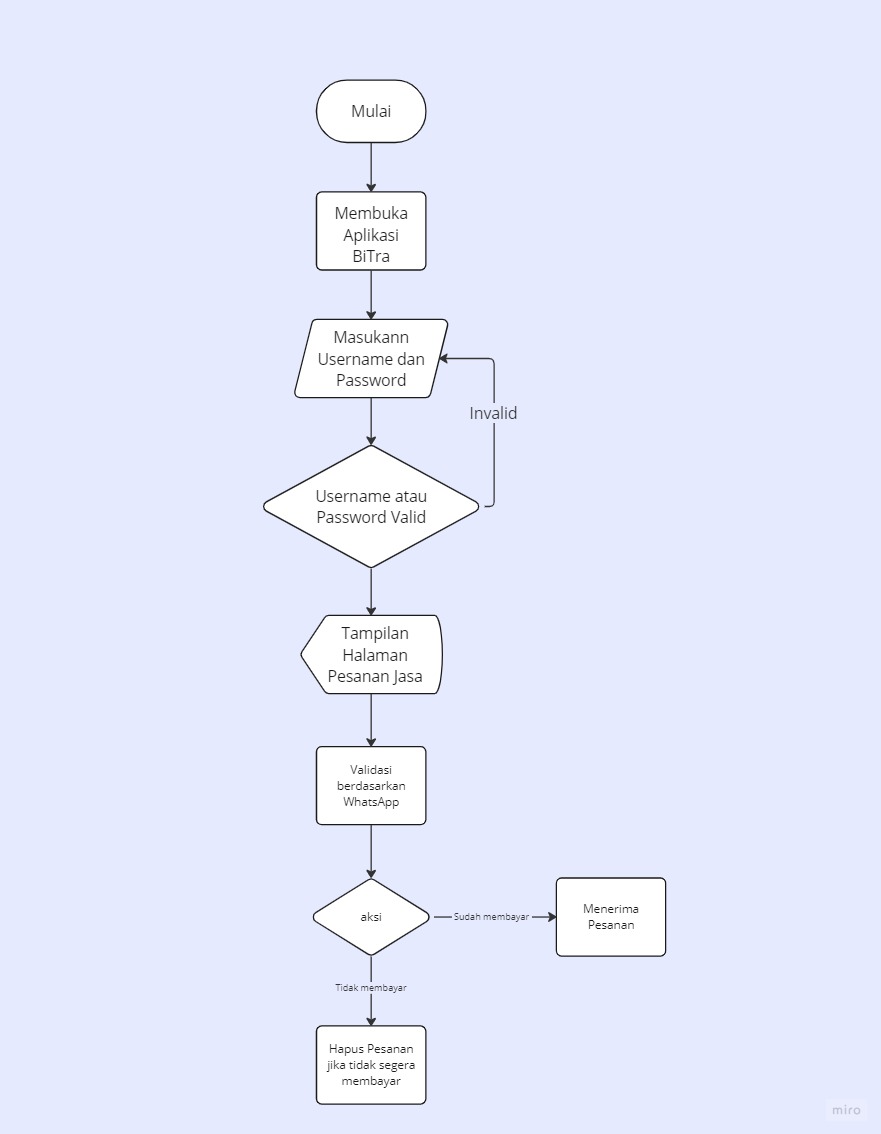 Mulai
Membuka
Aplikasi
BiTra
Masukann
Username dan
Password
Invalid
Username atau
Password Valid
Tampilan
Halaman
Pesanan Jasa
Validasi
berdasarkan
WhatsApp
aksi
Sudah membayar
Menerima
Pesanan
Tidak membayar
Hapus Pesanan
jika tidak segera
membayar
miro